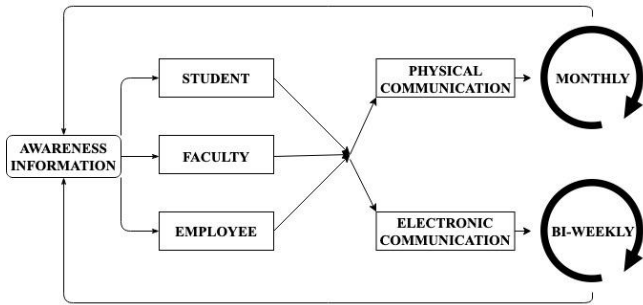 STUDENT
PHYSICAL
COMMUNICATION
MONTHLY
AWARENESS
INFORMATION
FACULTY
EMPLOYEE
ELECTRONIC
COMMUNICATION
BI-WEEKLY